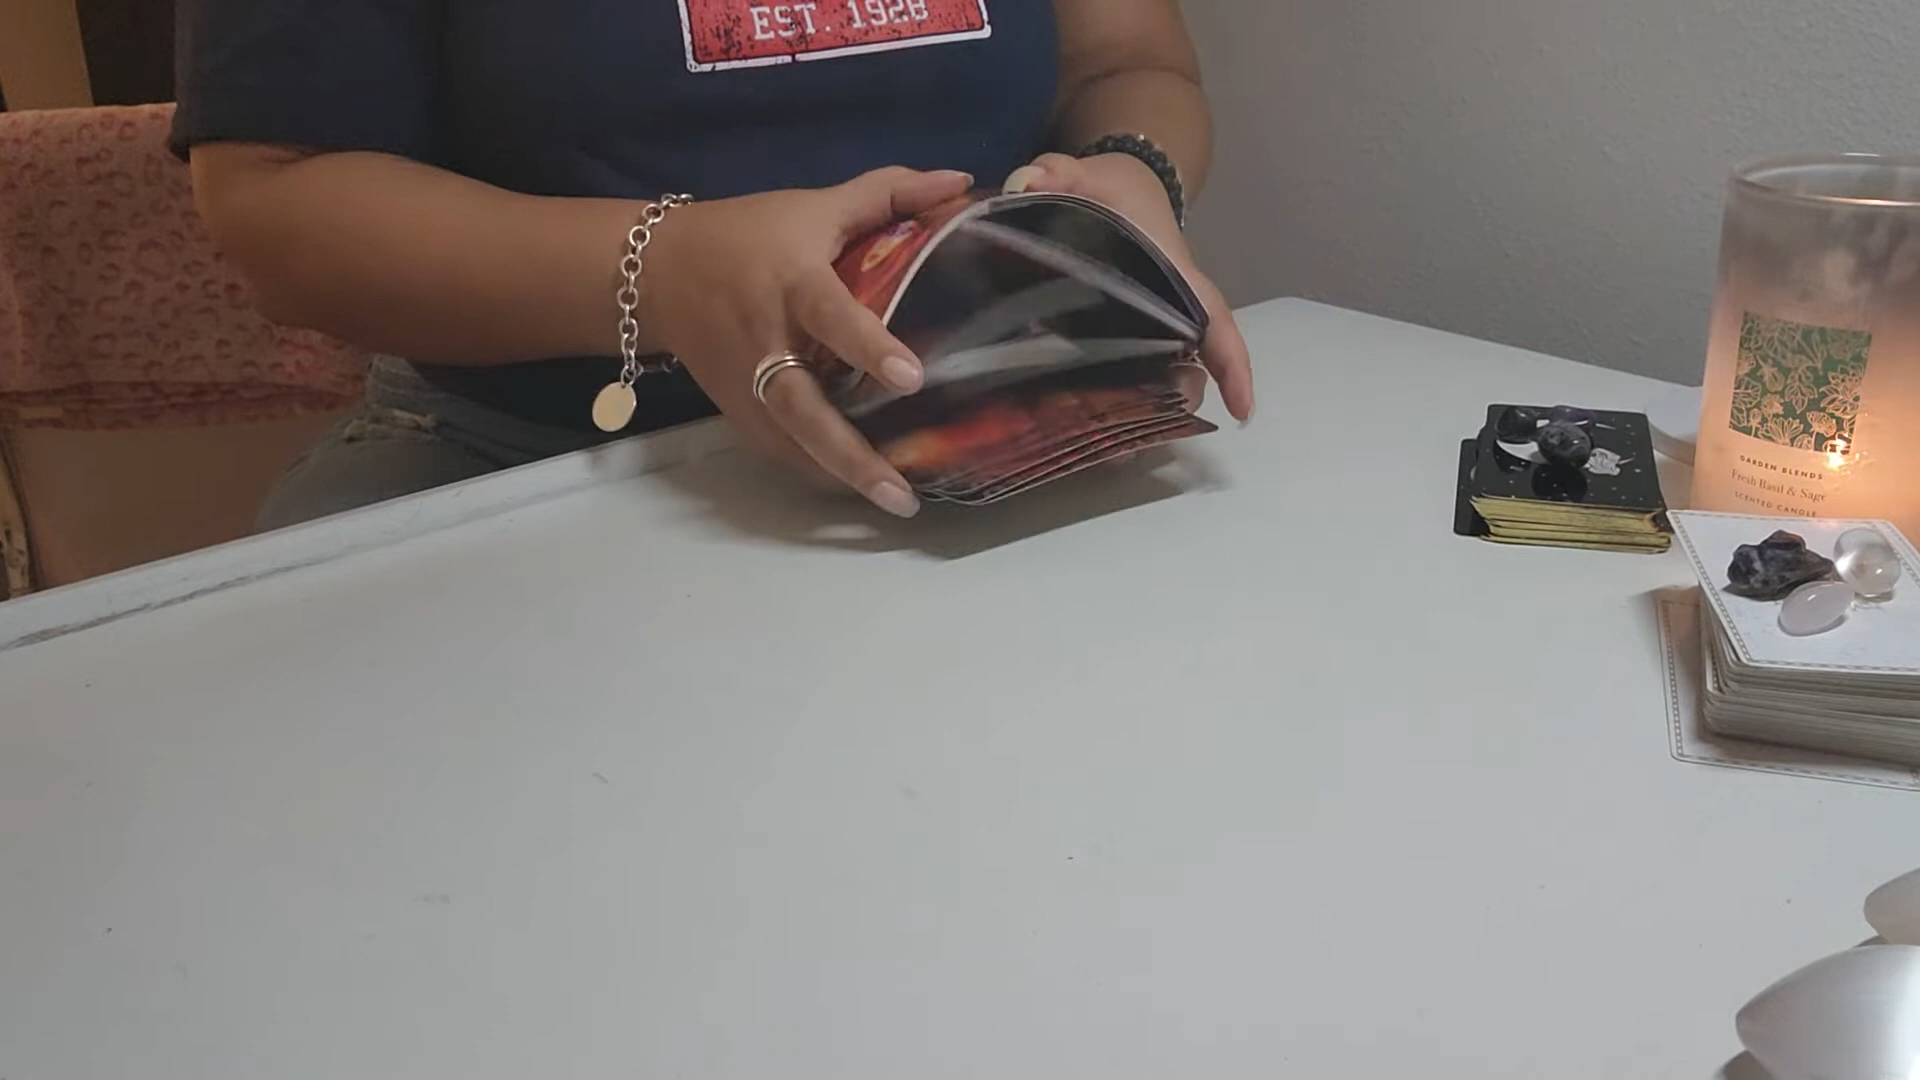 EST. 1928
GARDEN BLENDS
Fresh Basil & Sage
SCENTED CANDLE